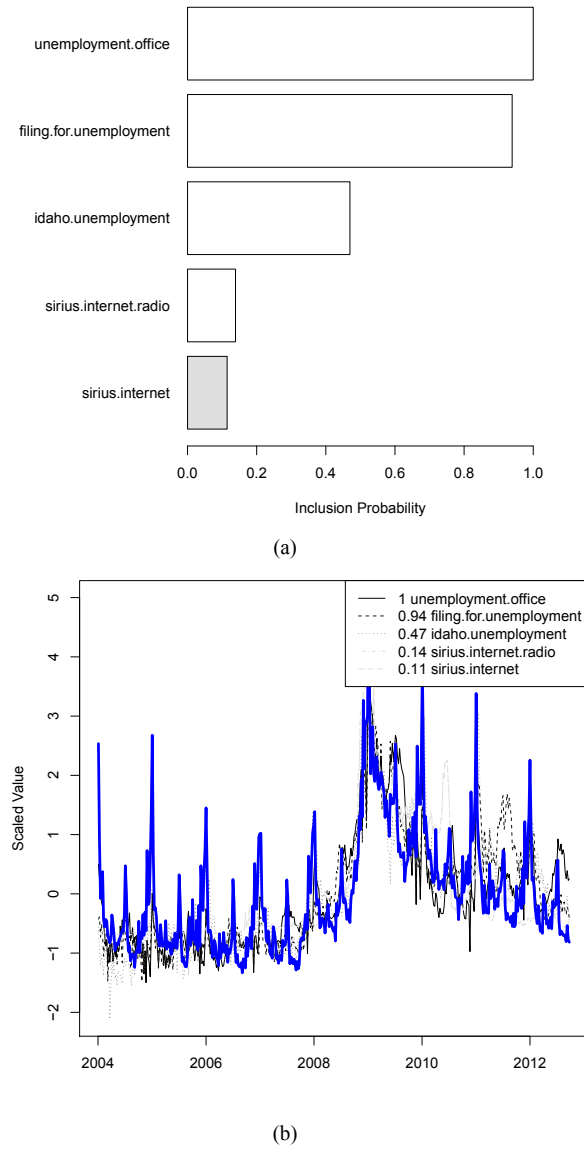 unemployment.office
filing.for.unemployment
idaho.unemployment
sirius.internet.radio
sirius.internet
0.0 0.2 0.4 0.6 0.8 1.0
Inclusion Probability
(a)
5
4
3
2
1
0
−1
−2
Scaled Value
1 unemployment.office
0.94 filing.for.unemployment
0.47 idaho.unemployment
0.14 sirius.internet.radio
0.11 sirius.internet
2004 2006 2008 2010 2012
(b)